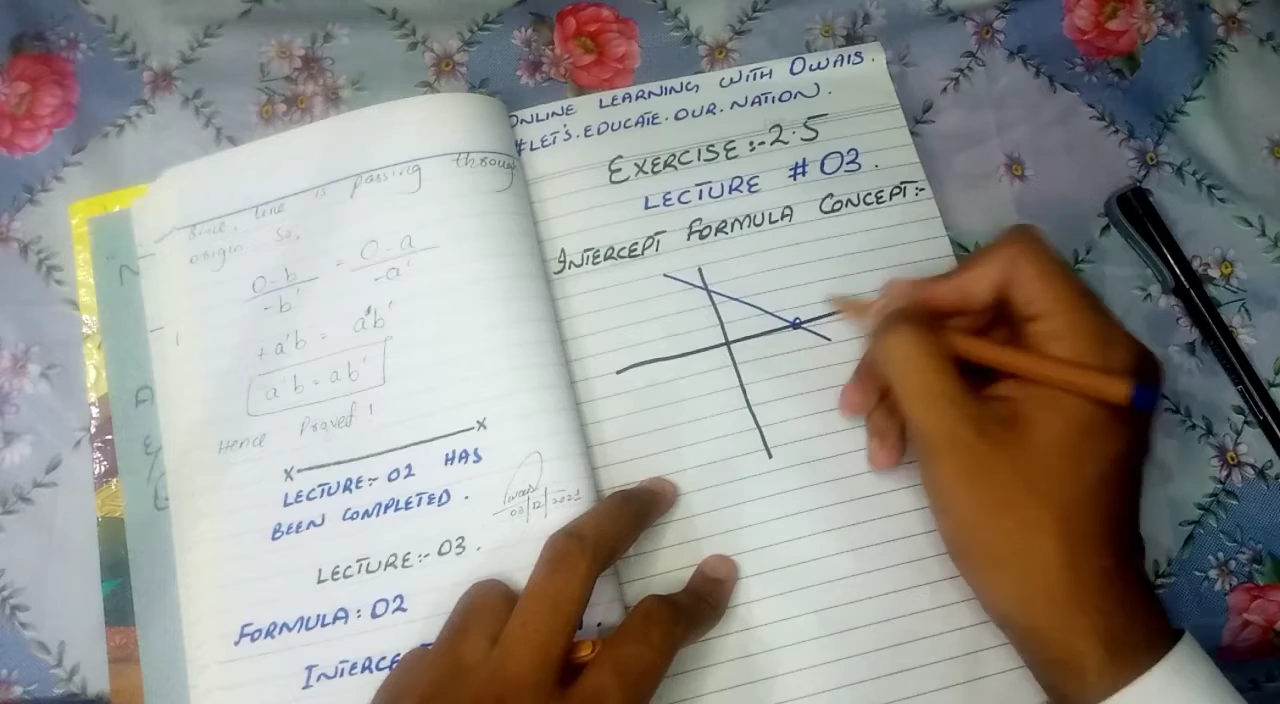 Since, line is passing through
origin. So,
0-b/-b' = 0-a/-a'
+a'b = ab'
a'b = ab'
Hence Proved!
x x
LECTURE:- 02 HAS
BEEN COMPLETED.
03/12/2021
LECTURE:- 03.
FORMULA: 02
ONLINE LEARNING WITH OWAIS.
#LET'S.EDUCATE.OUR.NATION.
EXERCISE:-2.5
LECTURE #03.
INTERCEPT FORMULA CONCEPT:-